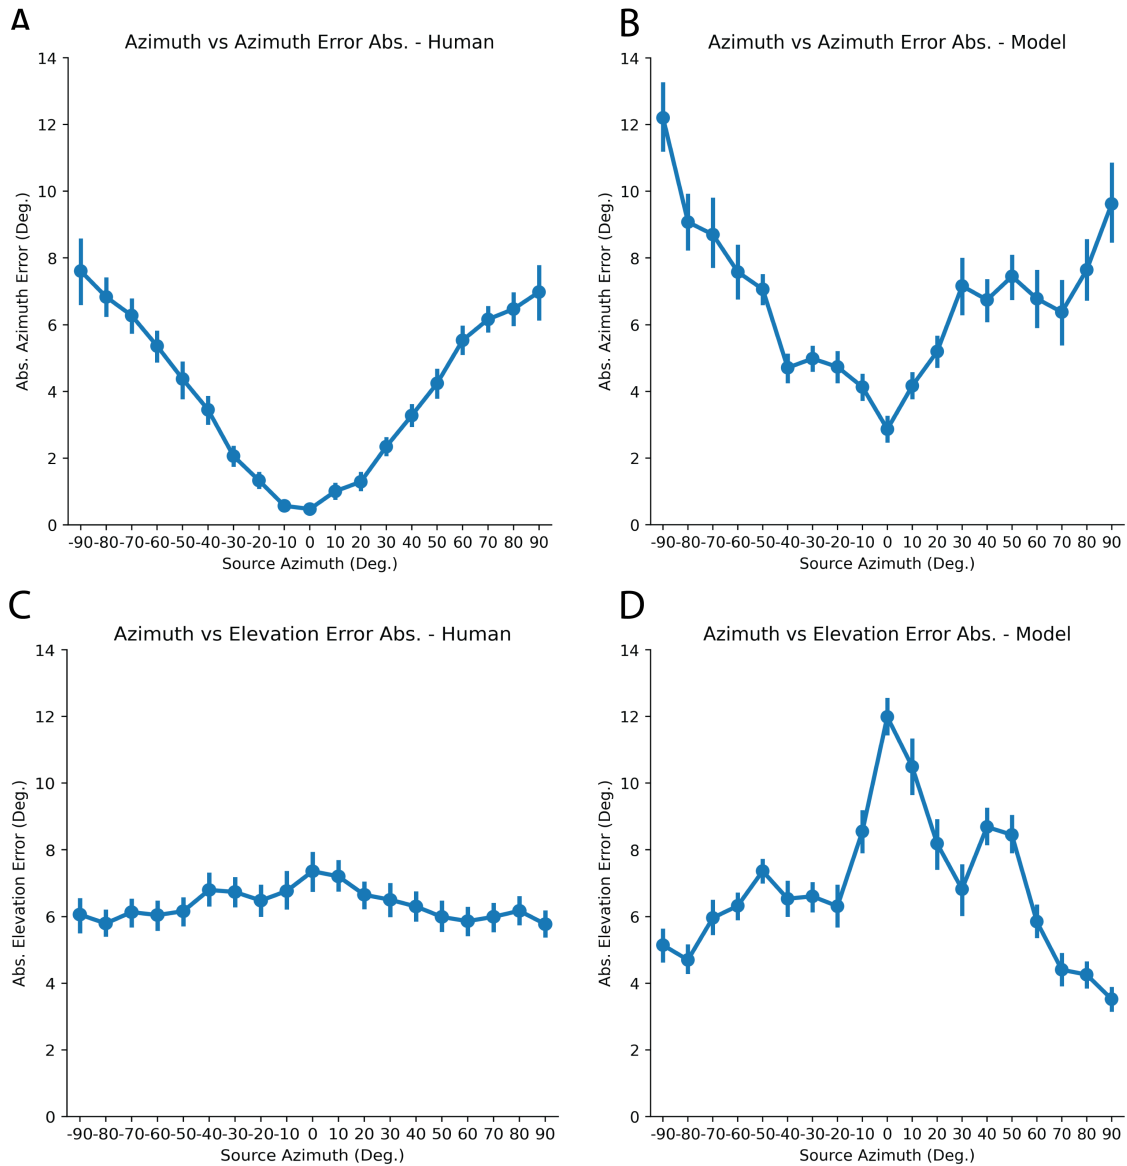 A
Azimuth vs Azimuth Error Abs. - Human
14
12
10
8
6
4
2
0
Abs. Azimuth Error (Deg.)
-90-80-70-60-50-40-30-20-10 0 10 20 30 40 50 60 70 80 90
Source Azimuth (Deg.)
B
Azimuth vs Azimuth Error Abs. - Model
14
12
10
8
6
4
2
0
Abs. Azimuth Error (Deg.)
-90-80-70-60-50-40-30-20-10 0 10 20 30 40 50 60 70 80 90
Source Azimuth (Deg.)
C
Azimuth vs Elevation Error Abs. - Human
14
12
10
8
6
4
2
0
Abs. Elevation Error (Deg.)
-90-80-70-60-50-40-30-20-10 0 10 20 30 40 50 60 70 80 90
Source Azimuth (Deg.)
D
Azimuth vs Elevation Error Abs. - Model
14
12
10
8
6
4
2
0
Abs. Elevation Error (Deg.)
-90-80-70-60-50-40-30-20-10 0 10 20 30 40 50 60 70 80 90
Source Azimuth (Deg.)